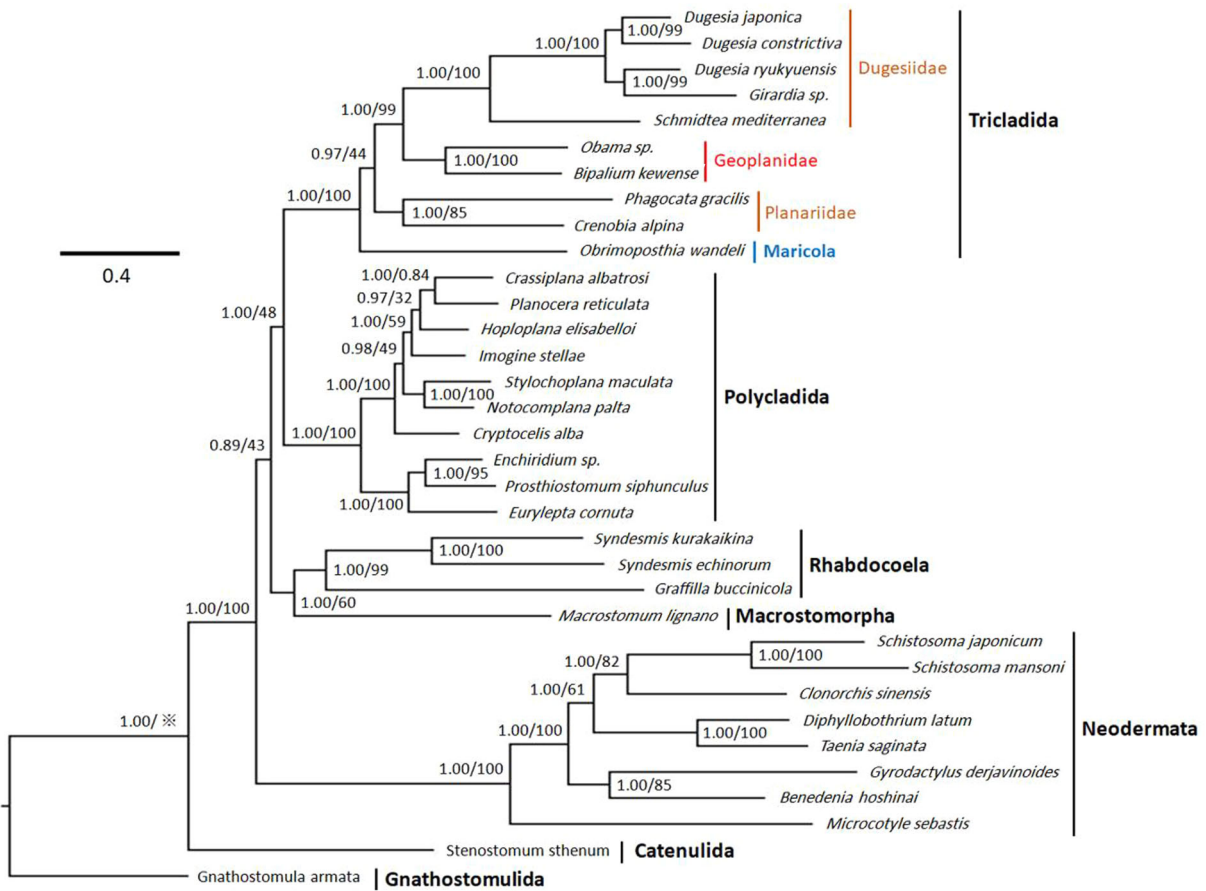 Dugesia japonica
1.00/99
1.00/100
Dugesia constrictiva
Dugesia ryukyuensis
Dugesiidae
1.00/100
1.00/99
Girardia sp.
1.00/99
Schmidtea mediterranea
Tricladida
Obama sp.
0.97/44
1.00/100
Geoplanidae
Bipalium kewense
1.00/100
Phagocata gracilis
1.00/85
Planariidae
Crenobia alpina
Obrimoposthia wandeli
Maricola
0.4
1.00/0.84
Crassiplana albatrosi
0.97/32
Planocera reticulata
1.00/48
1.00/59
Hoploplana elisabelloi
0.98/49
Imogine stellae
1.00/100
Stylochoplana maculata
1.00/100
Polycladida
Notocomplana palta
1.00/100
Cryptocelis alba
0.89/43
Enchiridium sp.
1.00/95
Prosthiostomum siphunculus
1.00/100
Eurylepta cornuta
Syndesmis kurakaikina
1.00/100
Syndesmis echinorum
Rhabdocoela
1.00/99
Graffilla buccinicola
1.00/100
1.00/60
Macrostomum lignano
Macrostomorpha
Schistosoma japonicum
1.00/82
1.00/100
Schistosoma mansoni
1.00/61
Clonorchis sinensis
1.00/ ※
Diphyllobothrium latum
1.00/100
1.00/100
Neodermata
Taenia saginata
1.00/100
Gyrodactylus derjavinoides
1.00/85
Benedenia hoshinai
Microcotyle sebastis
Stenostomum sthenum
Catenulida
Gnathostomula armata
Gnathostomulida